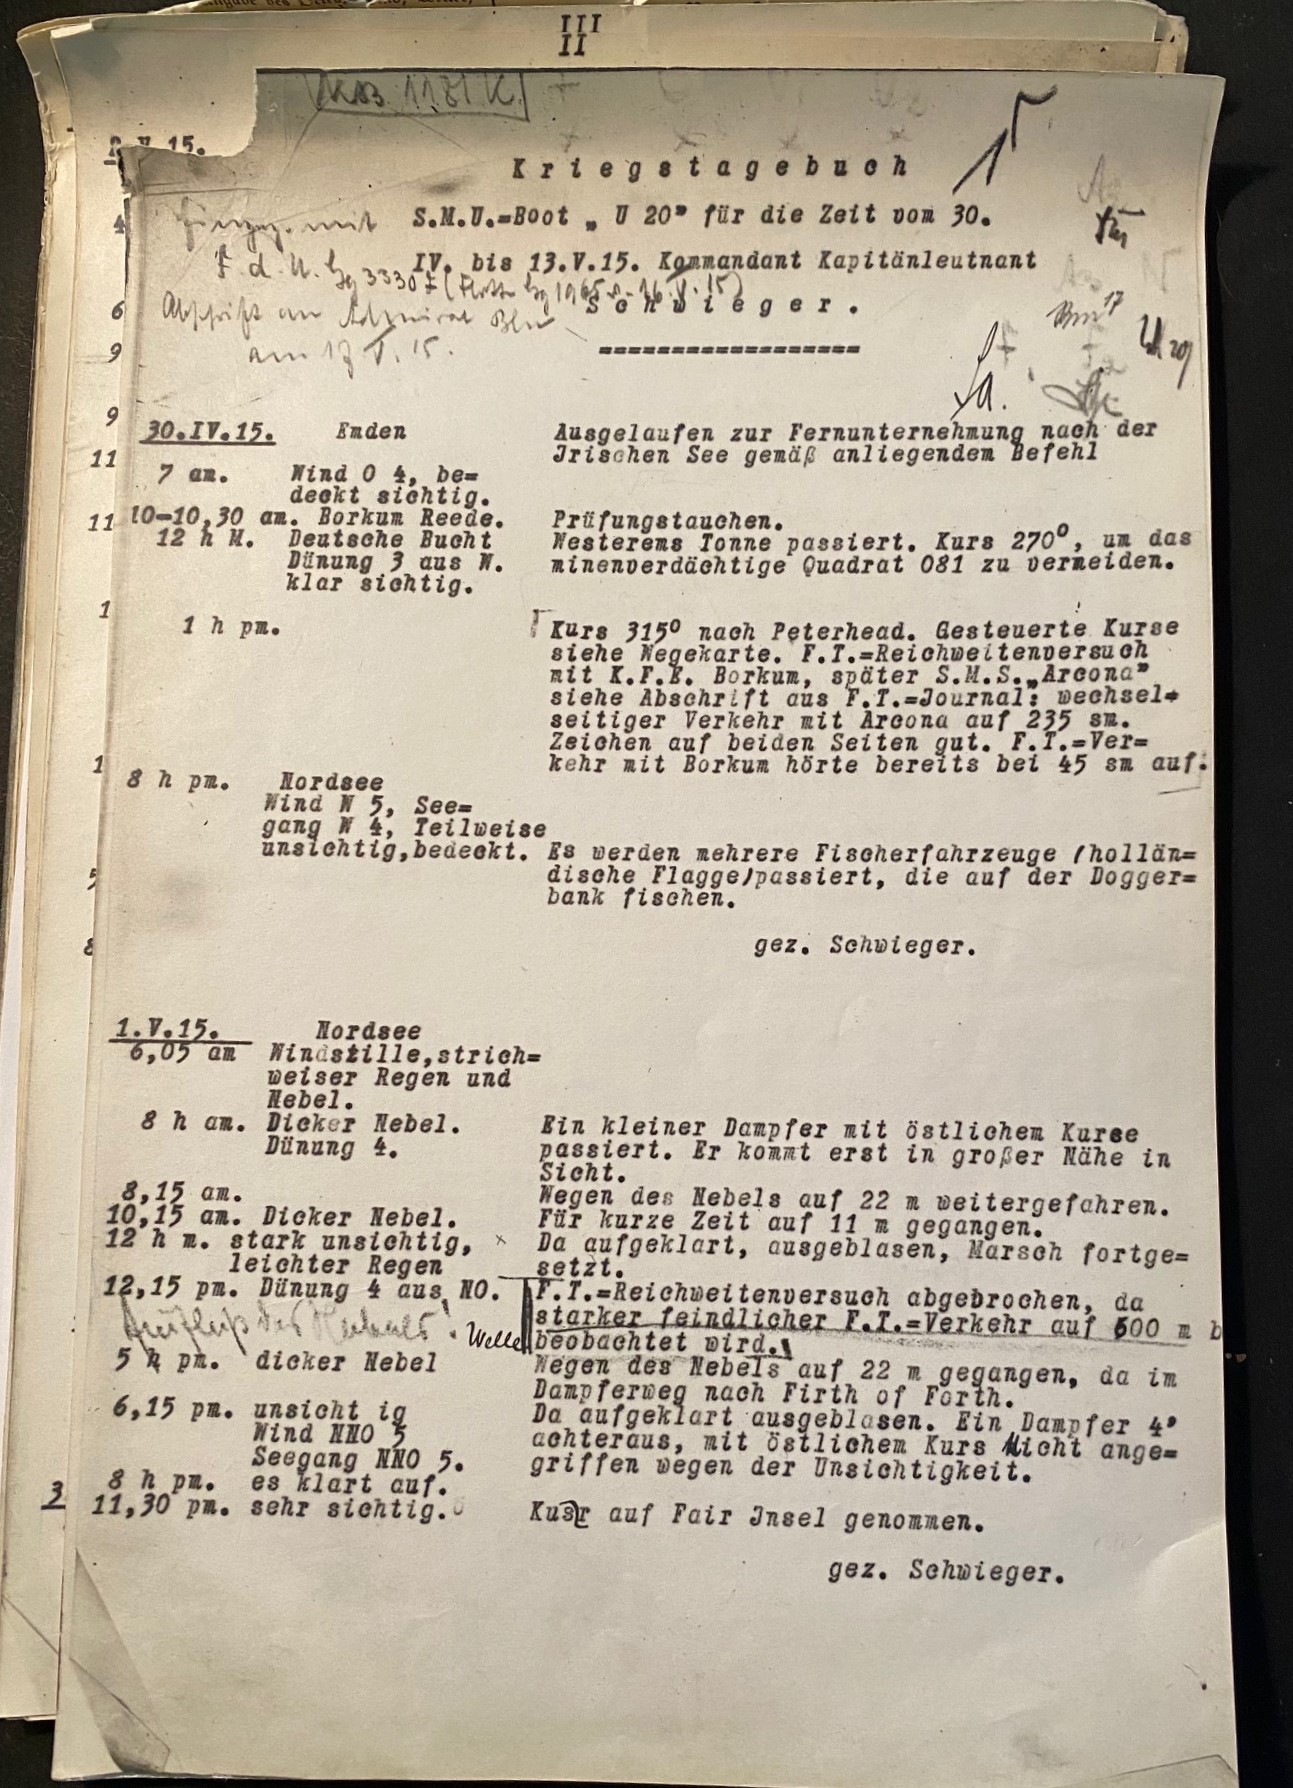 III
II
K r i e g s t a g e b u c h
S.M.U.=Boot „ U 20" für die Zeit vom 30.
IV. bis 13.V.15. Kommandant Kapitänleutnant
S c h w i e g e r .
==================
F. d. U.
Abschrift an Admiral
am 17 V. 15.
30.IV.15. Emden Ausgelaufen zur Fernunternehmung nach der
Jrischen See gemäß anliegendem Befehl
7 am. Wind O 4, be=
deckt sichtig.
10-10,30 am. Borkum Reede. Prüfungstauchen.
12 h M. Deutsche Bucht Westerems Tonne passiert. Kurs 270⁰, um das
Dünung 3 aus W. minenverdächtige Quadrat 081 zu vermeiden.
klar sichtig.
1 h pm. Kurs 315⁰ nach Peterhead. Gesteuerte Kurse
siehe Wegekarte. F.T.=Reichweitenversuch
mit K.F.E. Borkum, später S.M.S.„Arcona"
siehe Abschrift aus F.T.=Journal: wechsel=
seitiger Verkehr mit Arcona auf 235 sm.
Zeichen auf beiden Seiten gut. F.T.=Ver=
kehr mit Borkum hörte bereits bei 45 sm auf.
8 h pm. Nordsee
Wind N 5, See=
gang N 4, Teilweise
unsichtig,bedeckt. Es werden mehrere Fischerfahrzeuge /hollän=
dische Flagge/passiert, die auf der Dogger=
bank fischen.
gez. Schwieger.
1.V.15. Nordsee
6,05 am Windstille,strich=
weiser Regen und
Nebel.
8 h am. Dicker Nebel. Ein kleiner Dampfer mit östlichem Kurse
Dünung 4. passiert. Er kommt erst in großer Nähe in
Sicht.
8,15 am. Wegen des Nebels auf 22 m weitergefahren.
10,15 am. Dicker Nebel. Für kurze Zeit auf 11 m gegangen.
12 h m. stark unsichtig, Da aufgeklart, ausgeblasen, Marsch fortge=
leichter Regen setzt.
12,15 pm. Dünung 4 aus NO. F.T.=Reichweitenversuch abgebrochen, da
starker feindlicher F.T.=Verkehr auf 600 m
Welle beobachtet wird.
5 h pm. dicker Nebel Wegen des Nebels auf 22 m gegangen, da im
Dampferweg nach Firth of Forth.
6,15 pm. unsicht ig Da aufgeklart ausgeblasen. Ein Dampfer 4"
Wind NNO 5 achteraus, mit östlichem Kurs Nicht ange=
Seegang NNO 5. griffen wegen der Unsichtigkeit.
8 h pm. es klart auf.
11,30 pm. sehr sichtig. Kusr auf Fair Jnsel genommen.
gez. Schwieger.